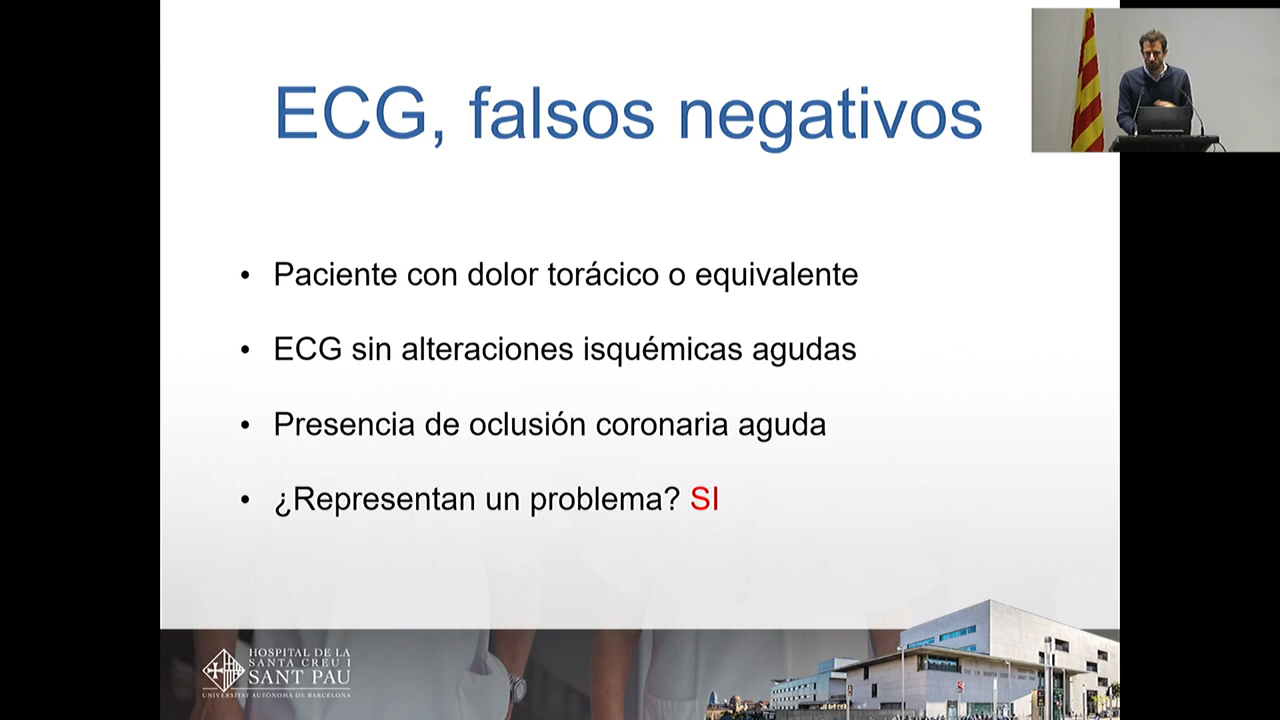 ECG, falsos negativos
• Paciente con dolor torácico o equivalente
• ECG sin alteraciones isquémicas agudas
• Presencia de oclusión coronaria aguda
• ¿Representan un problema? SI
HOSPITAL DE LA
SANTA CREU I
SANT PAU
UNIVERSITAT AUTÒNOMA DE BARCELONA